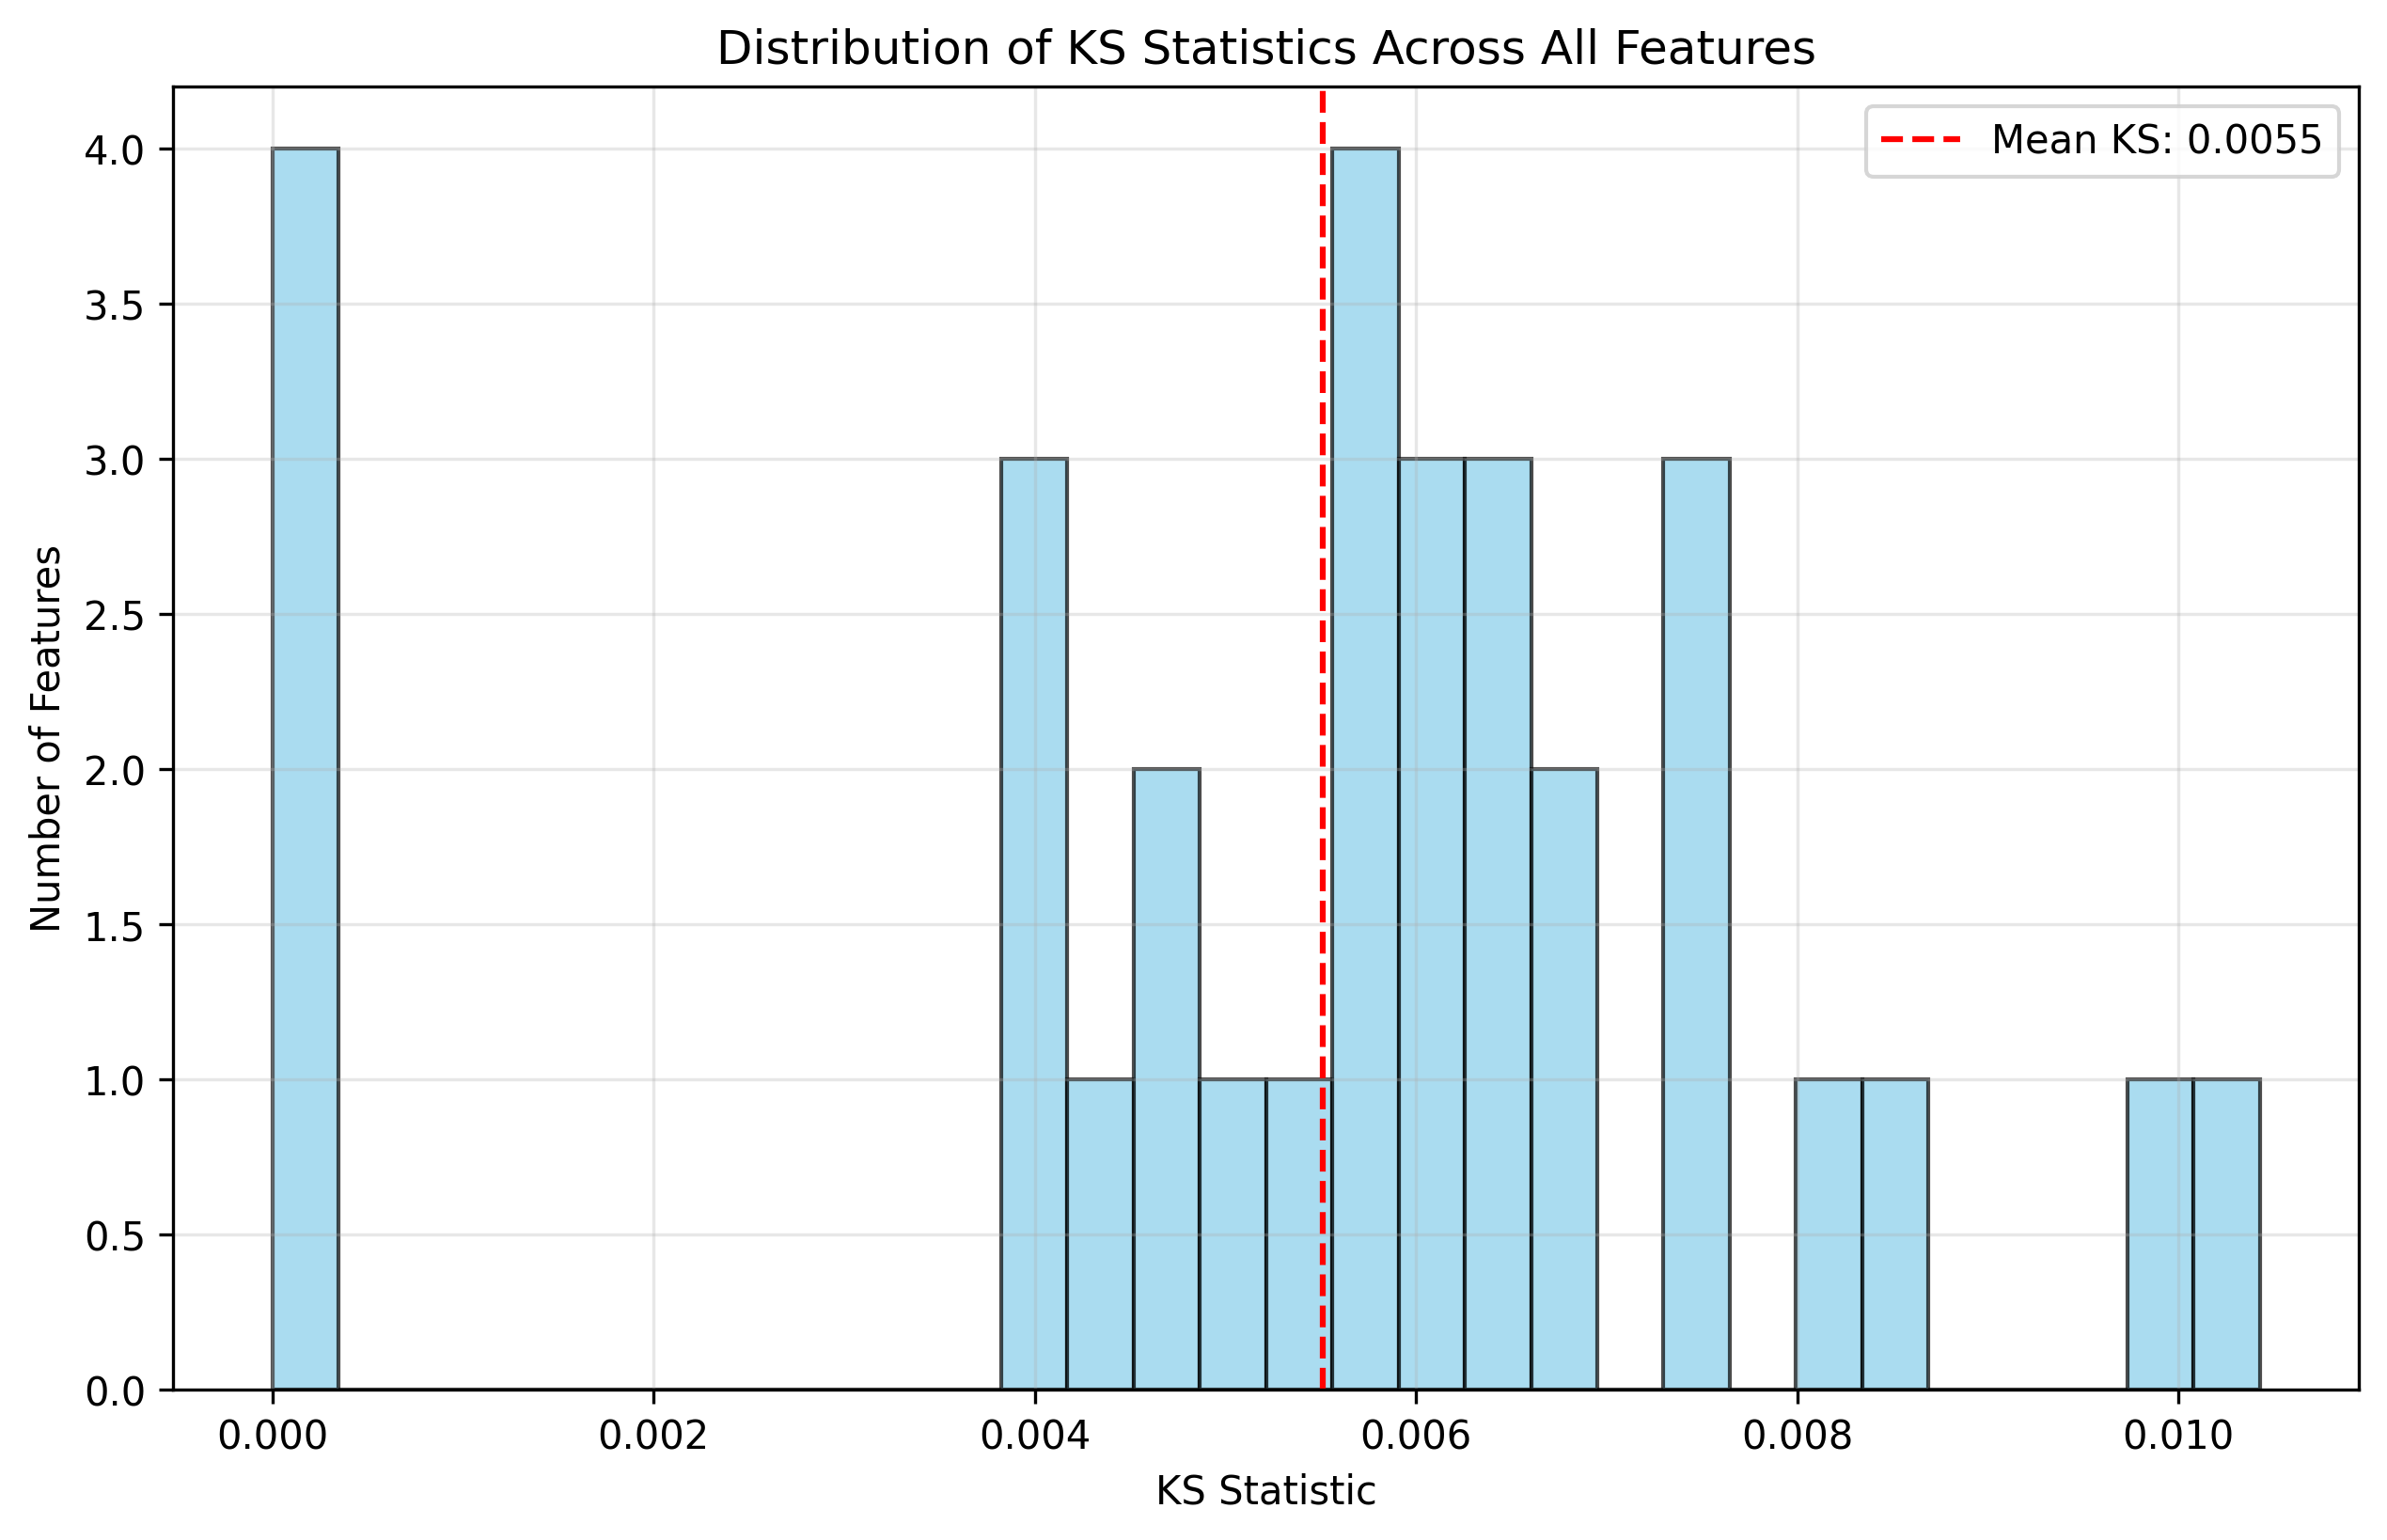 Distribution of KS Statistics Across All Features
Mean KS: 0.0055
Number of Features
4.0
3.5
3.0
2.5
2.0
1.5
1.0
0.5
0.0
0.000 0.002 0.004 0.006 0.008 0.010
KS Statistic